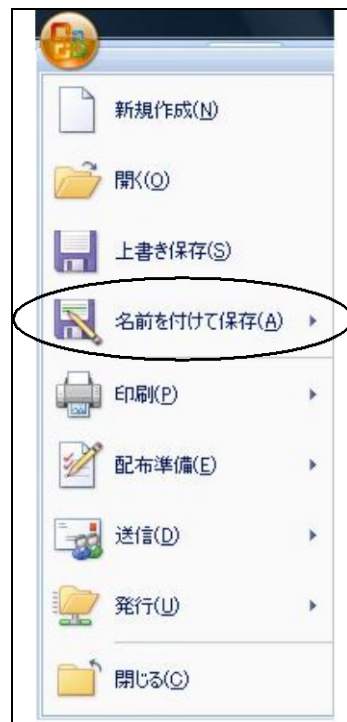 新規作成(N)
開く(O)
上書き保存(S)
名前を付けて保存(A)
印刷(P)
配布準備(E)
送信(D)
発行(U)
閉じる(C)